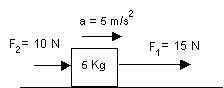 a = 5 m/s²
F₂= 10 N
F₁= 15 N
5 Kg